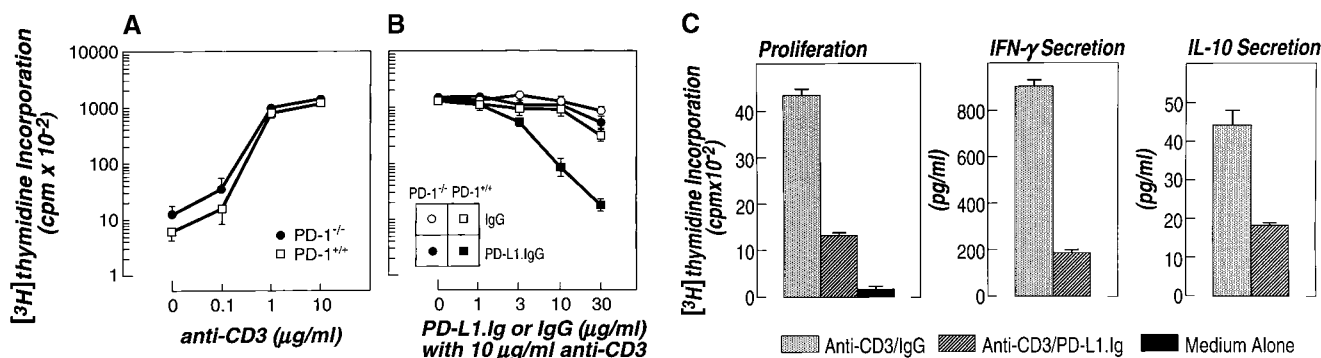 A
B
C
[³H]thymidine Incorporation
(cpm x 10⁻²)
10000
1000
100
10
1
● PD-1⁻/⁻
□ PD-1⁺/⁺
0 0.1 1 10
anti-CD3 (µg/ml)
PD-1⁻/⁻ PD-1⁺/⁺
IgG
PD-L1.IgG
0 1 3 10 30
PD-L1.Ig or IgG (µg/ml)
with 10 µg/ml anti-CD3
Proliferation
[³H]thymidine Incorporation
(cpmx10⁻²)
40
30
20
10
0
IFN-γ Secretion
(pg/ml)
800
600
400
200
0
IL-10 Secretion
(pg/ml)
50
40
30
20
10
0
Anti-CD3/IgG Anti-CD3/PD-L1.Ig Medium Alone